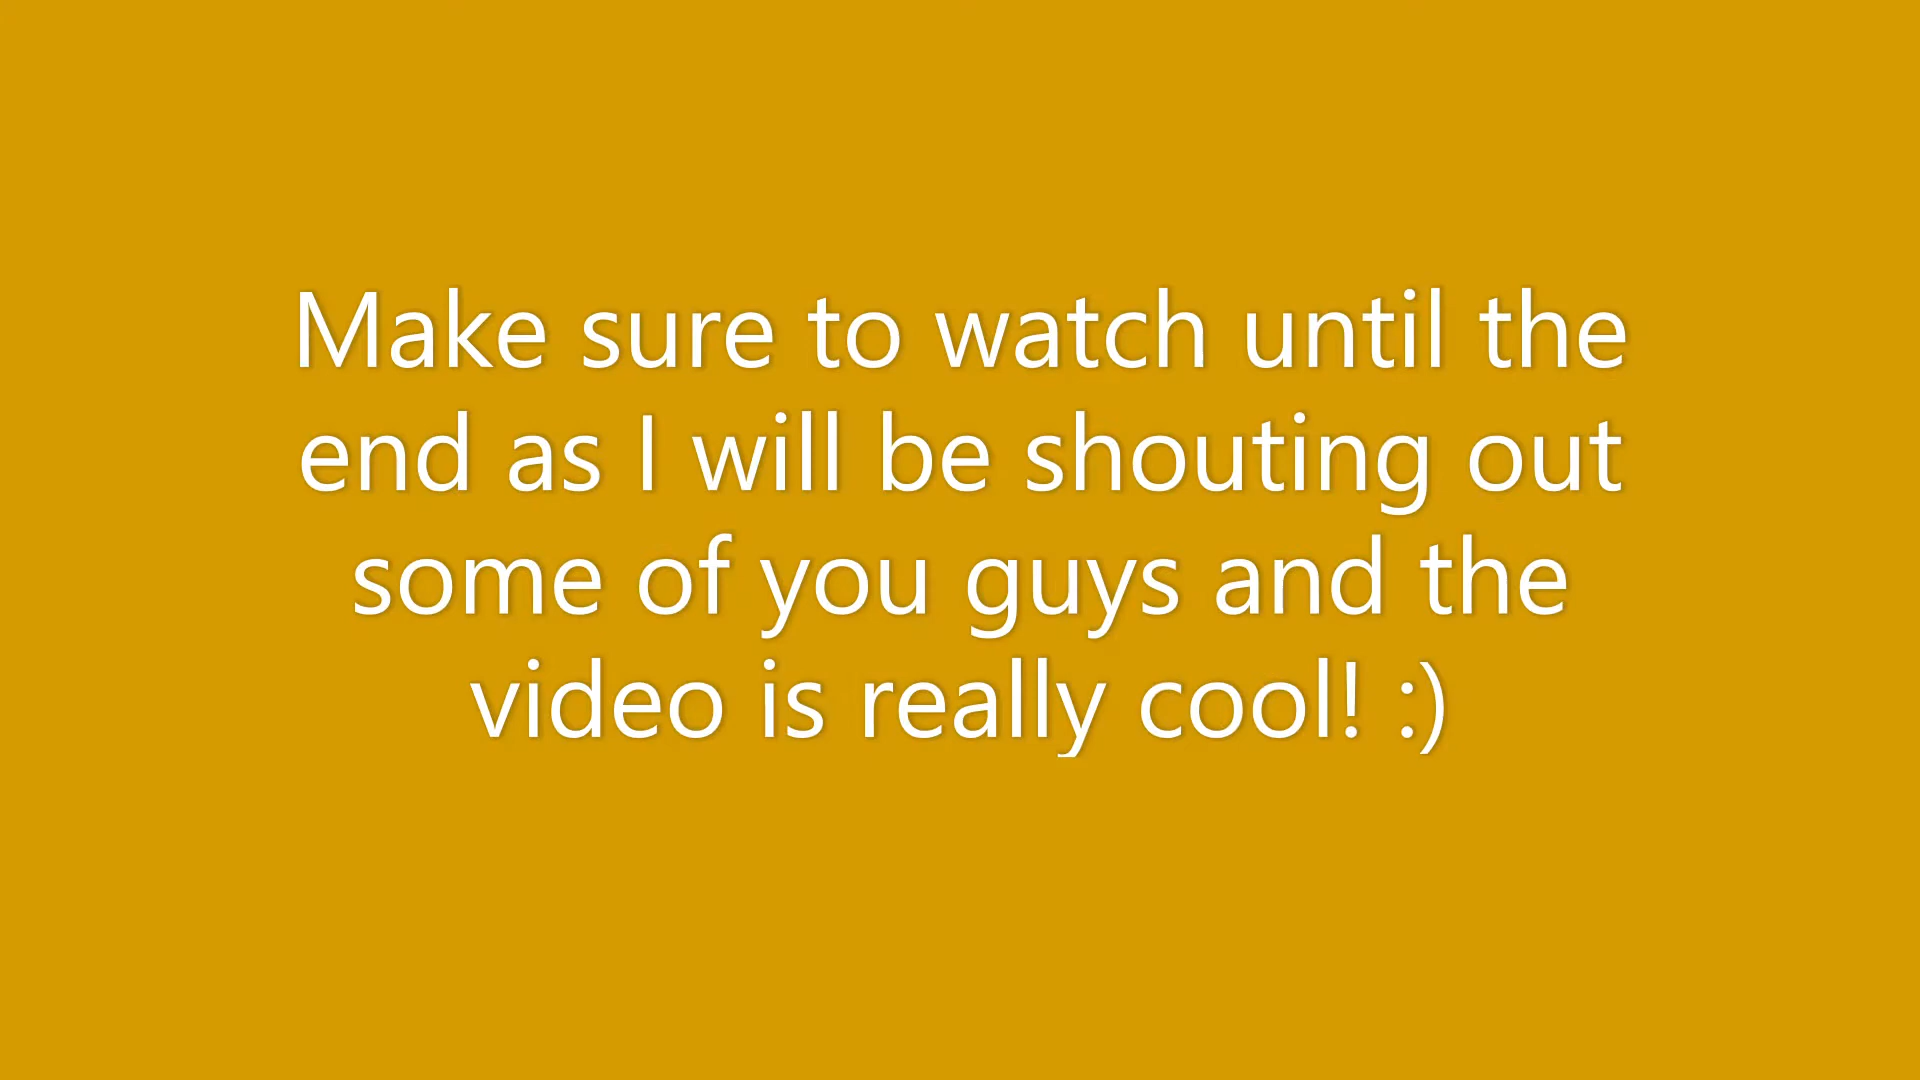 Make sure to watch until the
end as I will be shouting out
some of you guys and the
video is really cool! :)